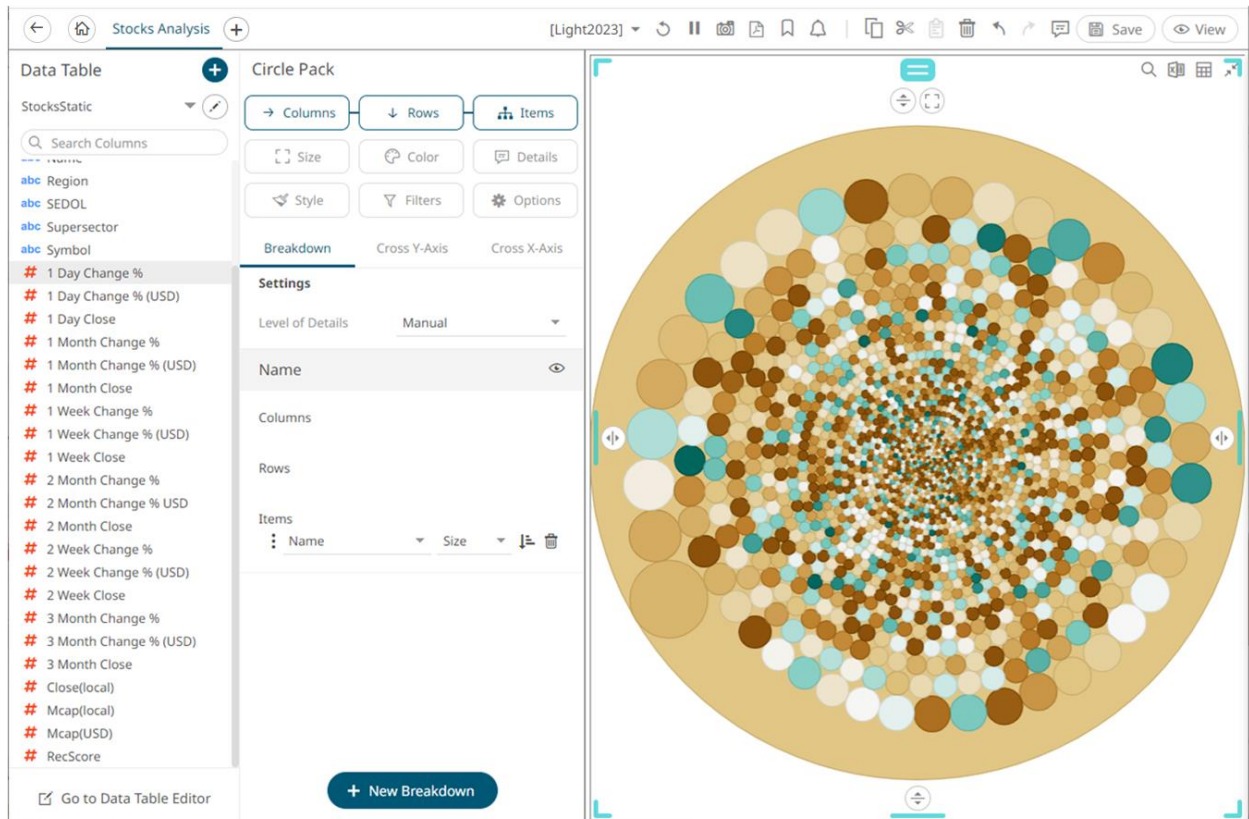 Stocks Analysis
[Light2023]
Save
View
Data Table
StocksStatic
Search Columns
abc Name
abc Region
abc SEDOL
abc Supersector
abc Symbol
# 1 Day Change %
# 1 Day Change % (USD)
# 1 Day Close
# 1 Month Change %
# 1 Month Change % (USD)
# 1 Month Close
# 1 Week Change %
# 1 Week Change % (USD)
# 1 Week Close
# 2 Month Change %
# 2 Month Change % USD
# 2 Month Close
# 2 Week Change %
# 2 Week Change % (USD)
# 2 Week Close
# 3 Month Change %
# 3 Month Change % (USD)
# 3 Month Close
# Close(local)
# Mcap(local)
# Mcap(USD)
# RecScore
Go to Data Table Editor
Circle Pack
Columns
Rows
Items
Size
Color
Details
Style
Filters
Options
Breakdown
Cross Y-Axis
Cross X-Axis
Settings
Level of Details
Manual
Name
Columns
Rows
Items
Name
Size
+ New Breakdown